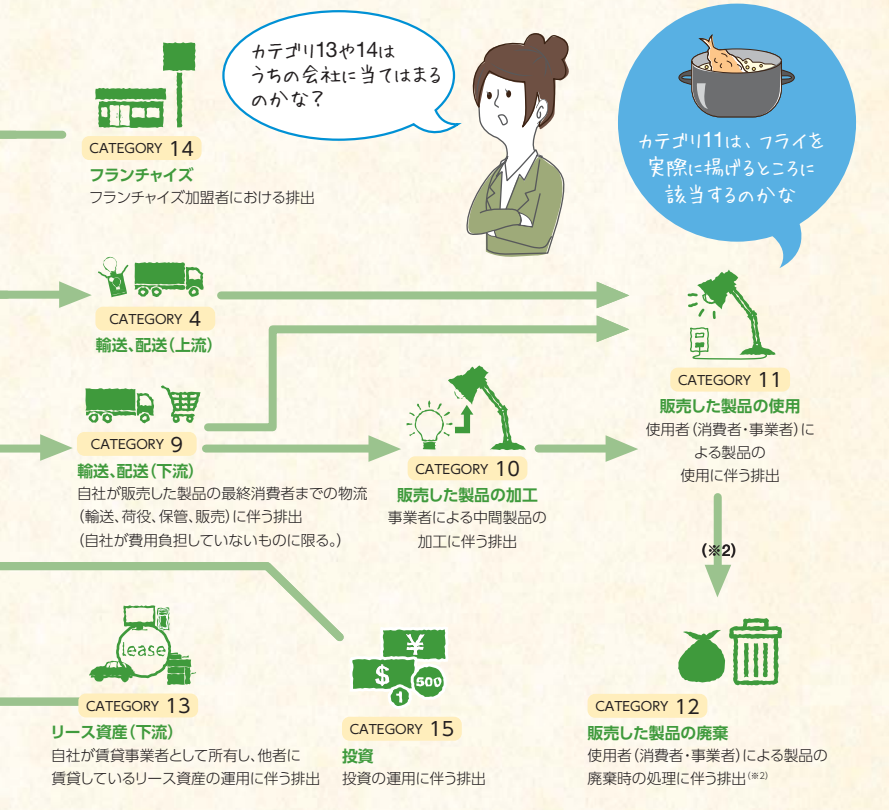 カテゴリ13や14は
うちの会社に当てはまる
のかな？
カテゴリ11は、フライを
実際に揚げるところに
該当するのかな
CATEGORY 14
フランチャイズ
フランチャイズ加盟者における排出
CATEGORY 4
輸送、配送（上流）
CATEGORY 9
輸送、配送（下流）
自社が販売した製品の最終消費者までの物流
（輸送、荷役、保管、販売）に伴う排出
（自社が費用負担していないものに限る。）
CATEGORY 10
販売した製品の加工
事業者による中間製品の
加工に伴う排出
CATEGORY 11
販売した製品の使用
使用者（消費者・事業者）に
よる製品の
使用に伴う排出
（※2）
lease
CATEGORY 13
リース資産（下流）
自社が賃貸事業者として所有し、他者に
賃貸しているリース資産の運用に伴う排出
¥
$
500
1
CATEGORY 15
投資
投資の運用に伴う排出
CATEGORY 12
販売した製品の廃棄
使用者（消費者・事業者）による製品の
廃棄時の処理に伴う排出（※2）